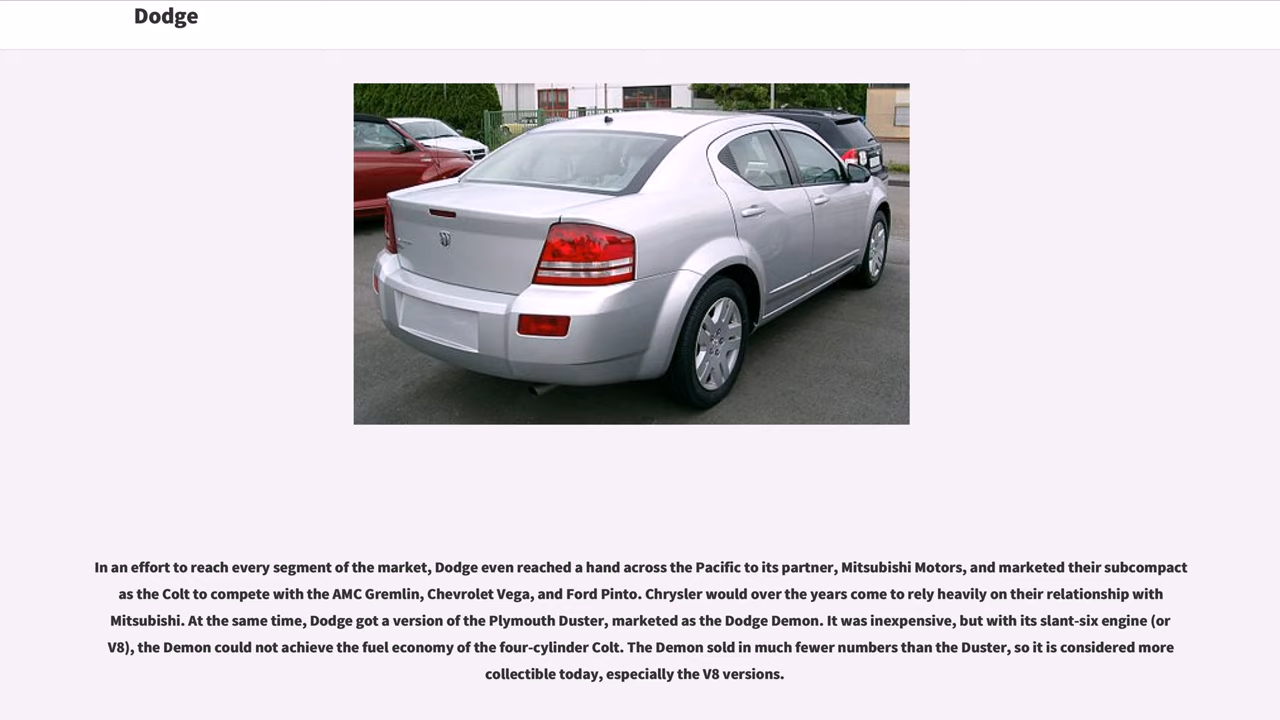 Dodge
In an effort to reach every segment of the market, Dodge even reached a hand across the Pacific to its partner, Mitsubishi Motors, and marketed their subcompact
as the Colt to compete with the AMC Gremlin, Chevrolet Vega, and Ford Pinto. Chrysler would over the years come to rely heavily on their relationship with
Mitsubishi. At the same time, Dodge got a version of the Plymouth Duster, marketed as the Dodge Demon. It was inexpensive, but with its slant-six engine (or
V8), the Demon could not achieve the fuel economy of the four-cylinder Colt. The Demon sold in much fewer numbers than the Duster, so it is considered more
collectible today, especially the V8 versions.